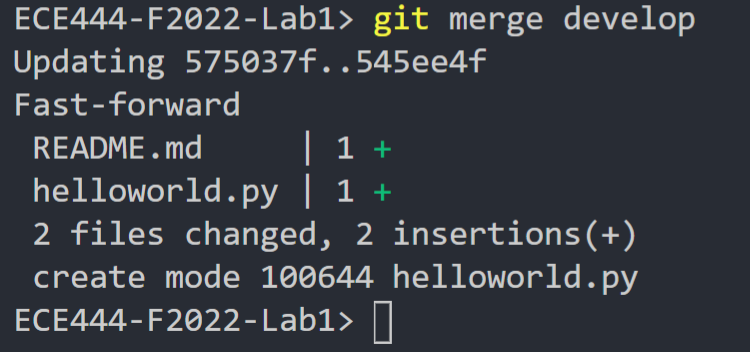 ECE444-F2022-Lab1> git merge develop
Updating 575037f..545ee4f
Fast-forward
 README.md     | 1 +
 helloworld.py | 1 +
 2 files changed, 2 insertions(+)
 create mode 100644 helloworld.py
ECE444-F2022-Lab1>